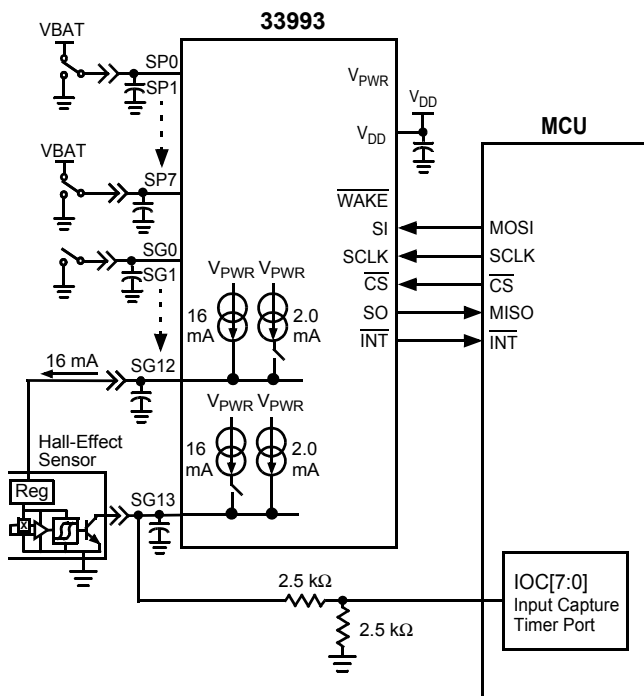 33993
MCU
VBAT
SP0
SP1
VBAT
SP7
SG0
SG1
VPWR
VDD
VDD
WAKE
SI
SCLK
CS
SO
INT
MOSI
SCLK
CS
MISO
INT
VPWR VPWR
16
mA
2.0
mA
16 mA
SG12
VPWR VPWR
16
mA
2.0
mA
Hall-Effect
Sensor
Reg
X
SG13
2.5 kΩ
2.5 kΩ
IOC[7:0]
Input Capture
Timer Port